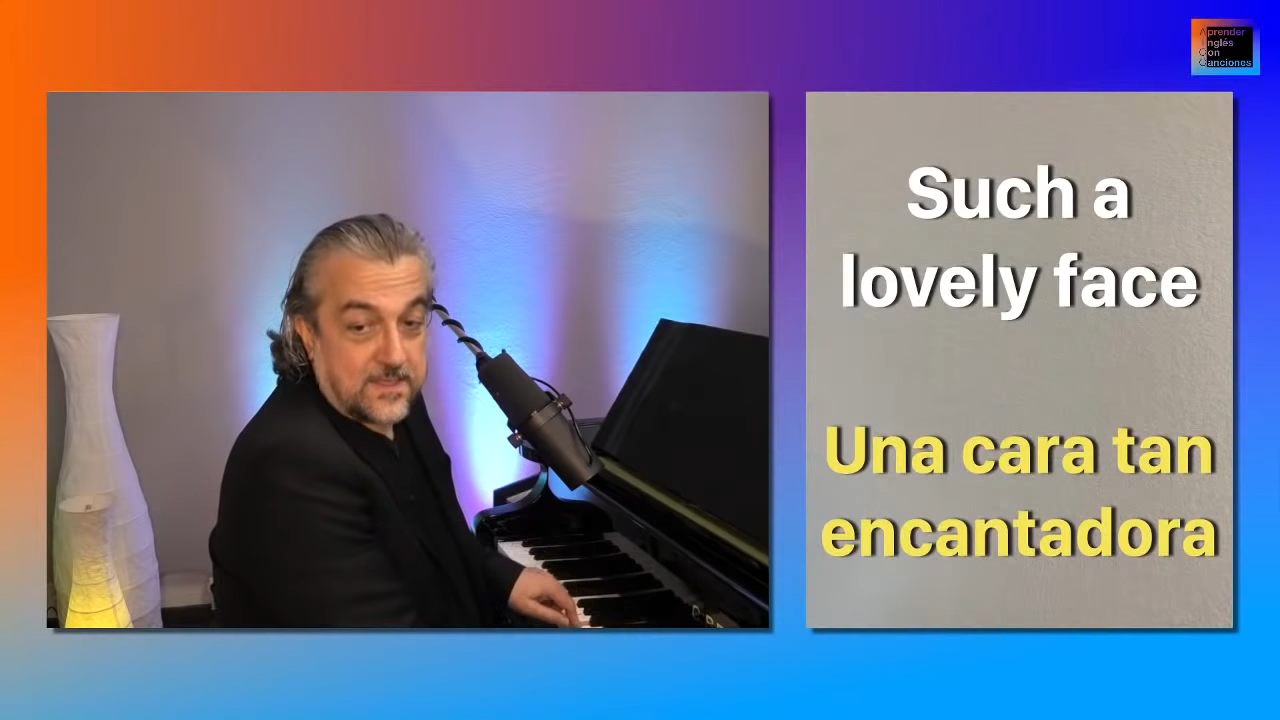 Aprender
Inglés
Con
Canciones
Such a
lovely face
Una cara tan
encantadora